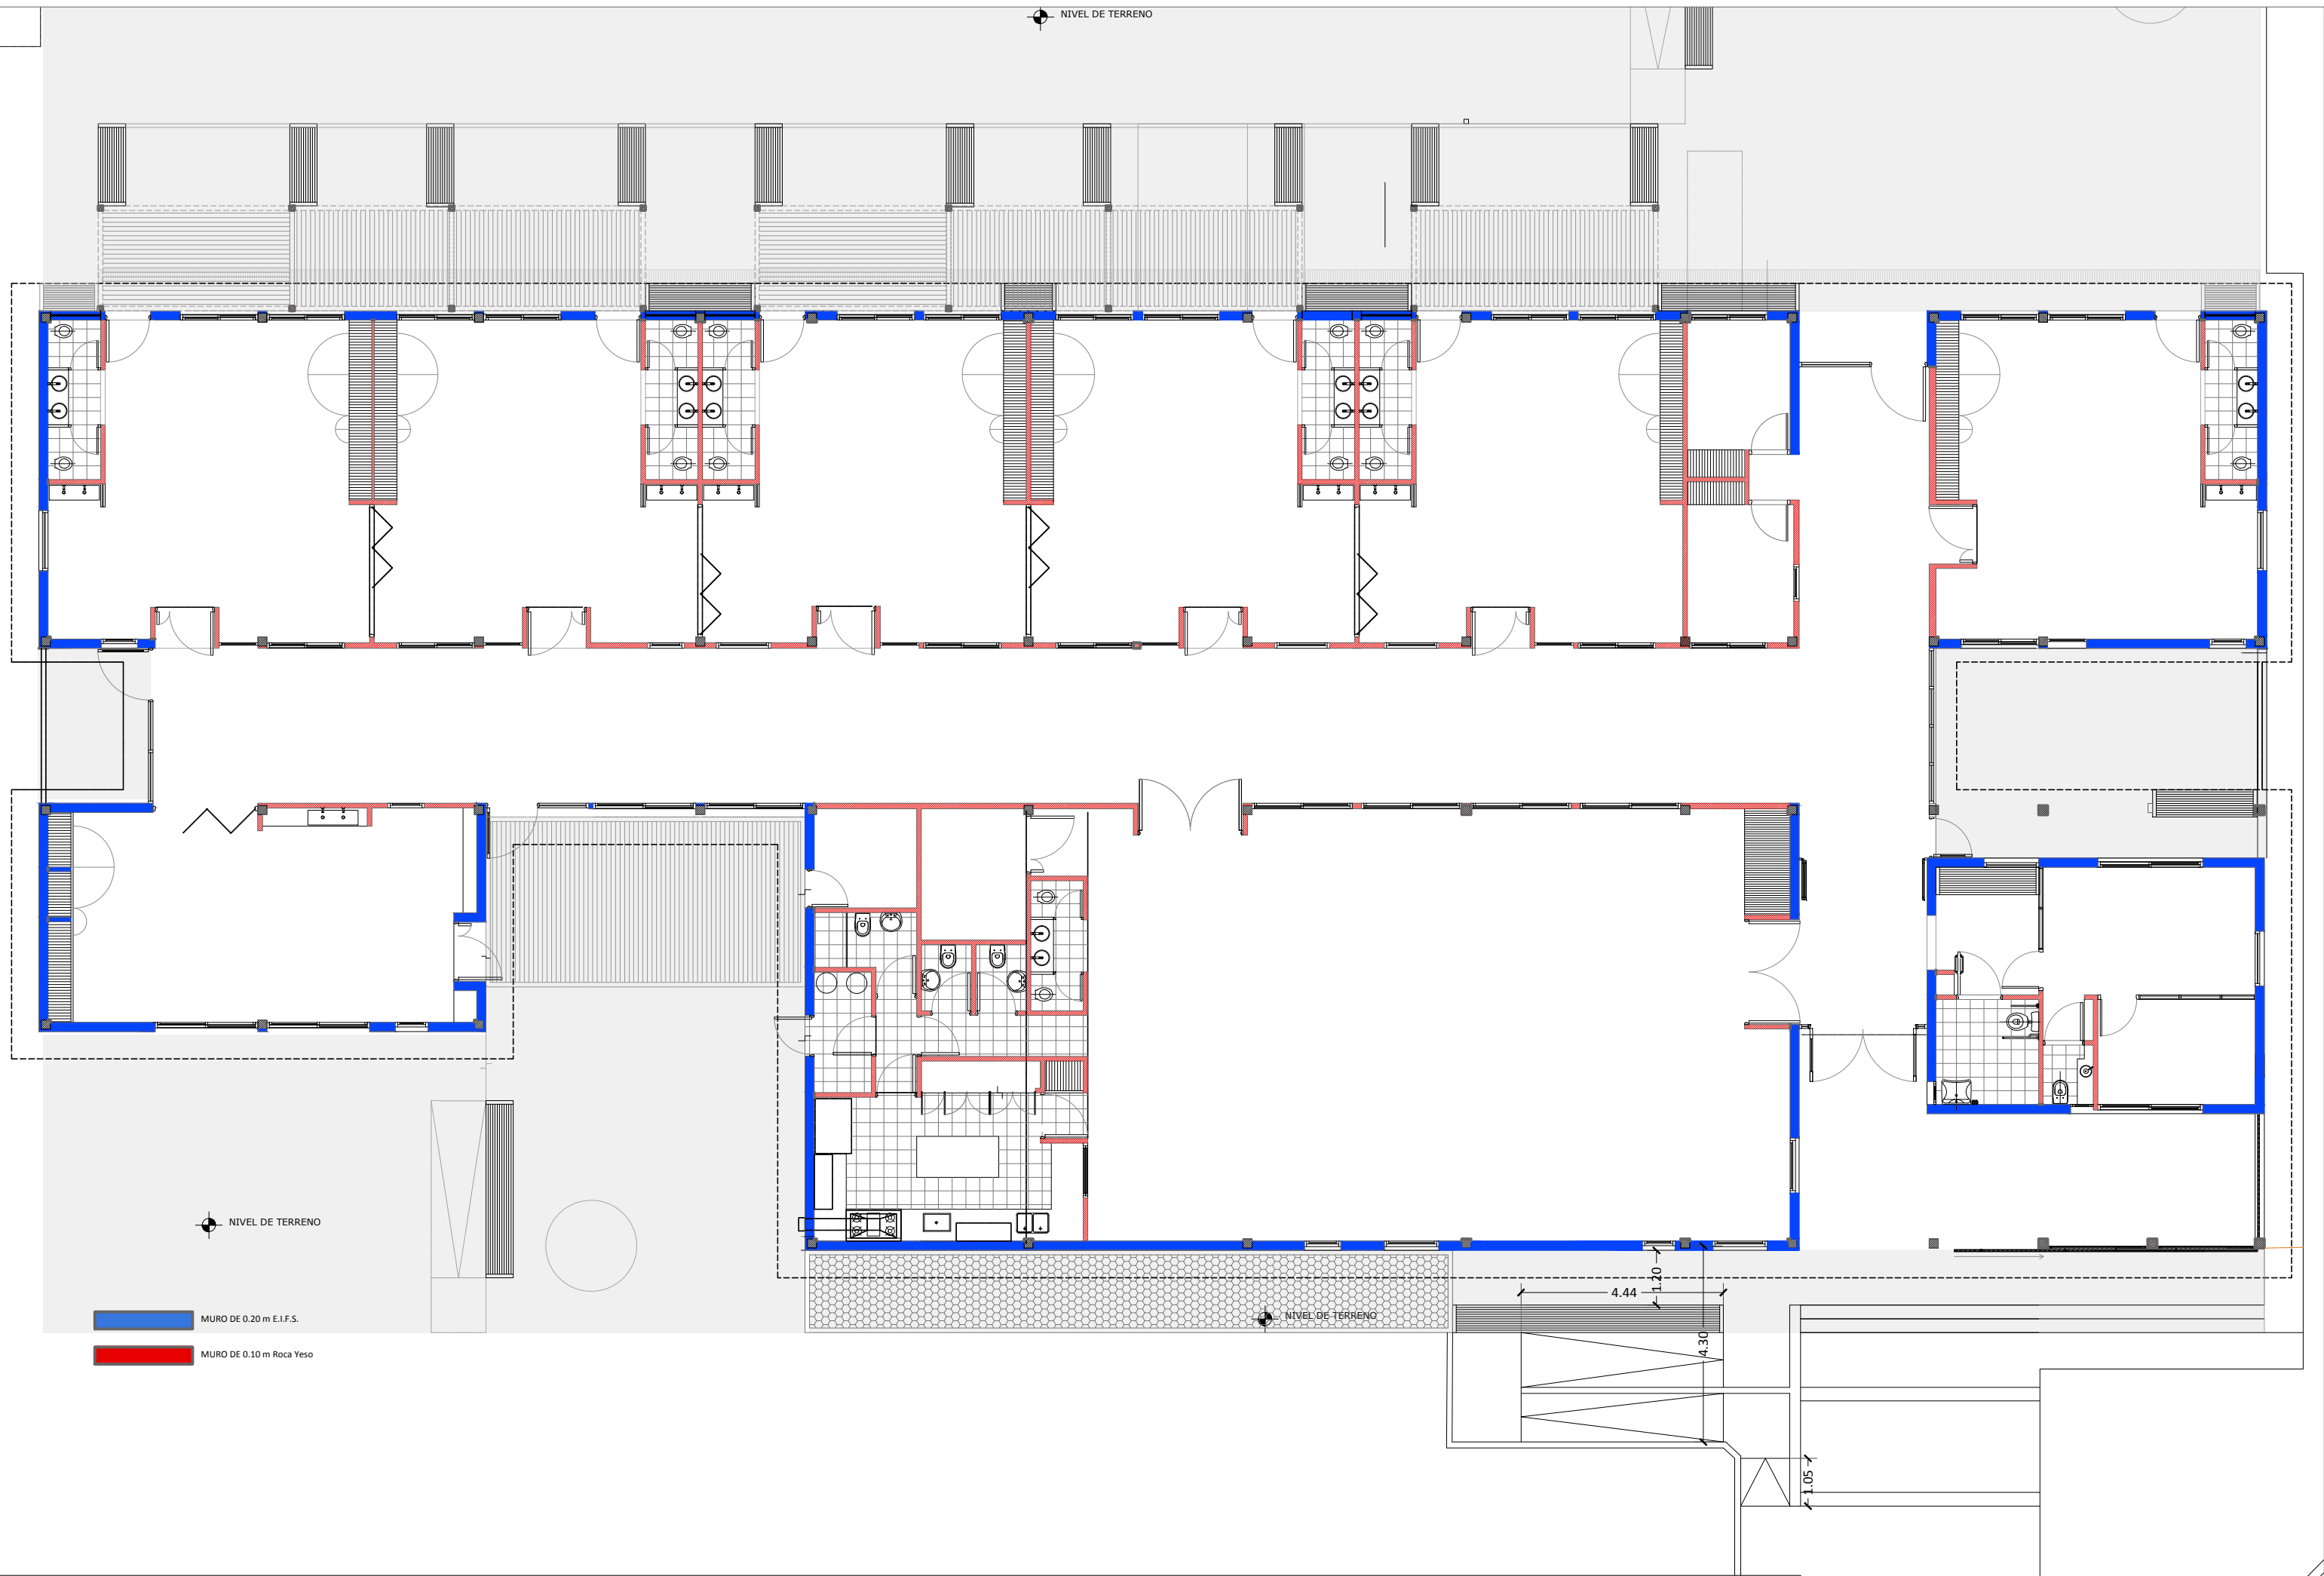 NIVEL DE TERRENO
NIVEL DE TERRENO
1.20
4.44
NIVEL DE TERRENO
MURO DE 0.20 m E.I.F.S.
4.30
MURO DE 0.10 m Roca Yeso
1.05